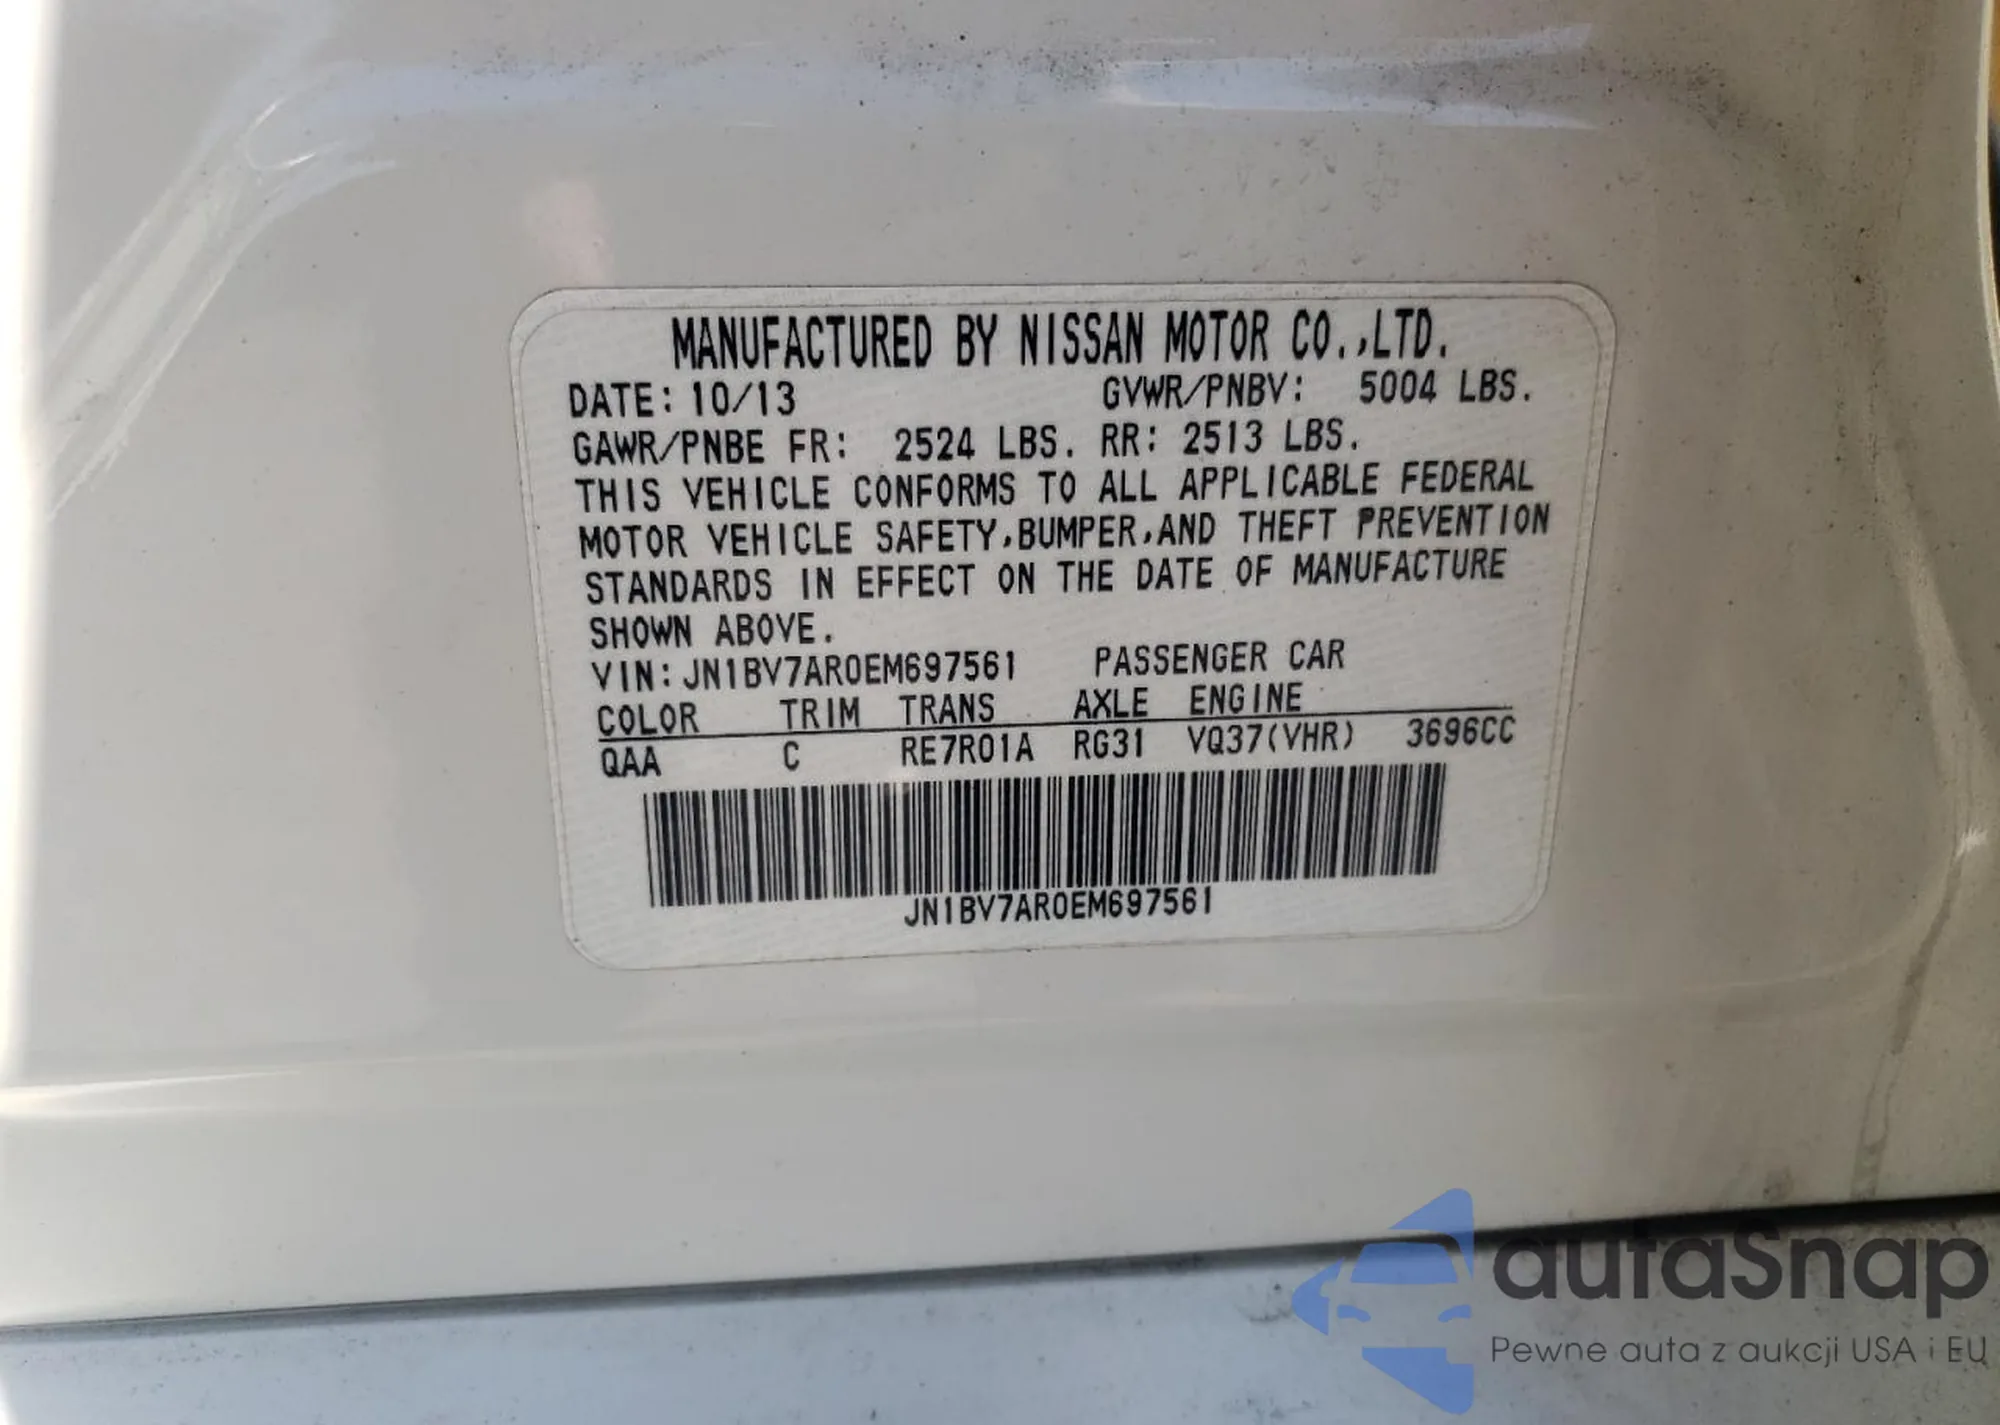 MANUFACTURED BY NISSAN MOTOR CO.,LTD.
DATE: 10/13 GVWR/PNBV: 5004 LBS.
GAWR/PNBE FR: 2524 LBS. RR: 2513 LBS.
THIS VEHICLE CONFORMS TO ALL APPLICABLE FEDERAL
MOTOR VEHICLE SAFETY,BUMPER,AND THEFT PREVENTION
STANDARDS IN EFFECT ON THE DATE OF MANUFACTURE
SHOWN ABOVE.
VIN:JN1BV7AR0EM697561 PASSENGER CAR
COLOR TRIM TRANS AXLE ENGINE
QAA C RE7R01A RG31 VQ37(VHR) 3696CC
JN1BV7AR0EM697561
autaSnap
Pewne auta z aukcji USA i EU